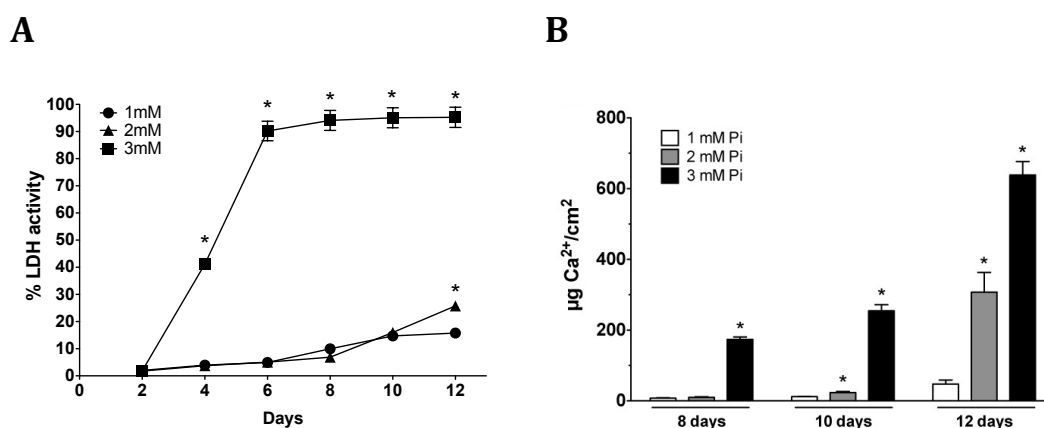 A
B
% LDH activity
100
90
80
70
60
50
40
30
20
10
0
1mM
2mM
3mM
*
*
*
*
*
*
0
2
4
6
8
10
12
Days
µg Ca²⁺/cm²
800
600
400
200
0
1 mM Pi
2 mM Pi
3 mM Pi
*
*
*
*
*
8 days
10 days
12 days